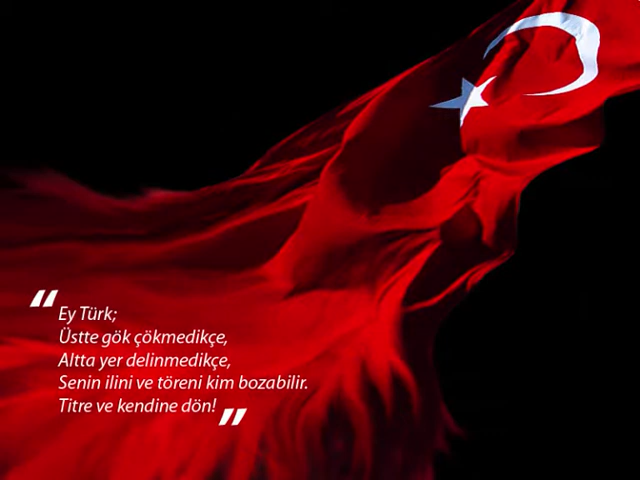 "
Ey Türk;
Üstte gök çökmedikçe,
Altta yer delinmedikçe,
Senin ilini ve töreni kim bozabilir.
Titre ve kendine dön!
"